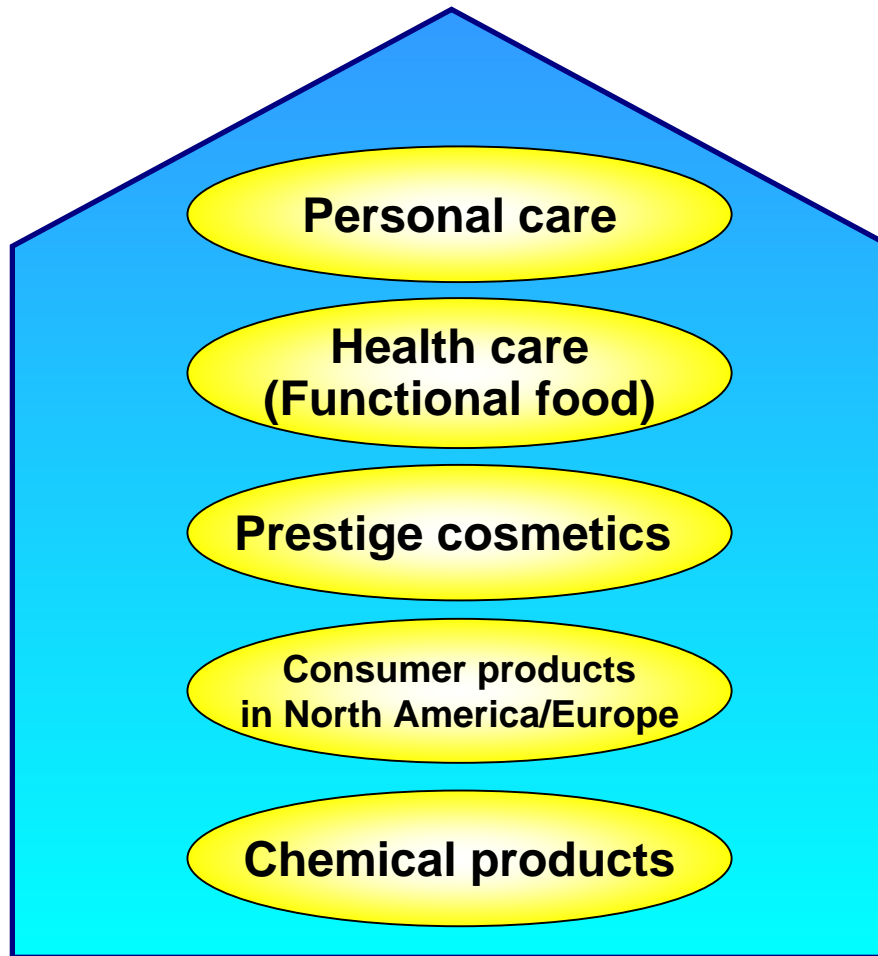 Personal care
Health care
(Functional food)
Prestige cosmetics
Consumer products
in North America/Europe
Chemical products